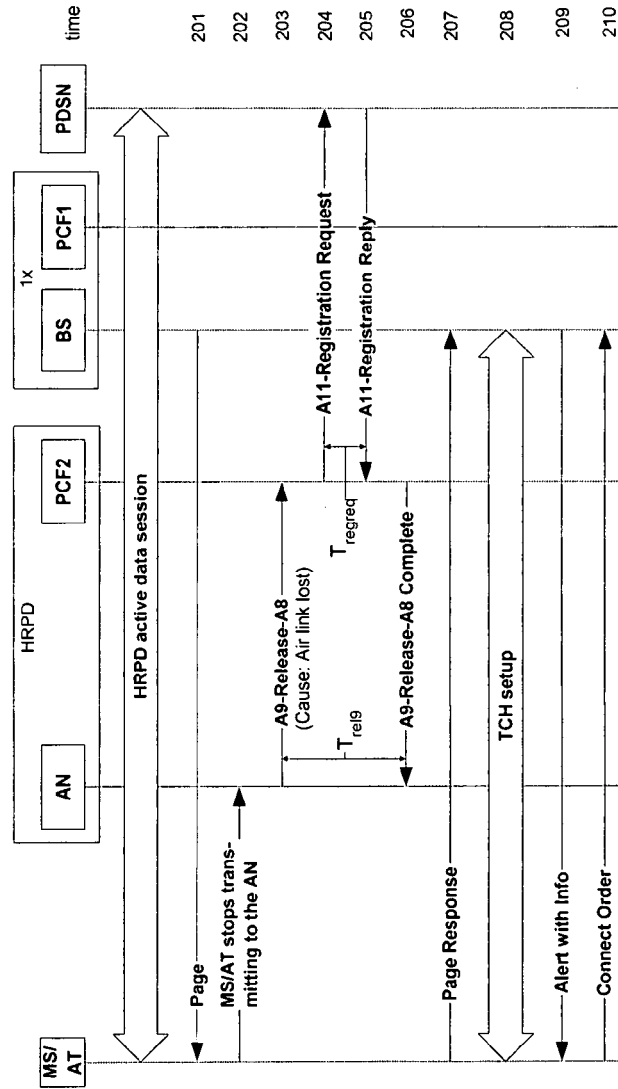 HRPD
1x
MS/
AT
AN
PCF2
BS
PCF1
PDSN
time
HRPD active data session
Page
201
MS/AT stops trans-
mitting to the AN
202
A9-Release-A8
(Cause: Air link lost)
203
A11-Registration Request
204
Tregreq
A11-Registration Reply
205
Trel9
A9-Release-A8 Complete
206
Page Response
207
TCH setup
208
Alert with Info
209
Connect Order
210